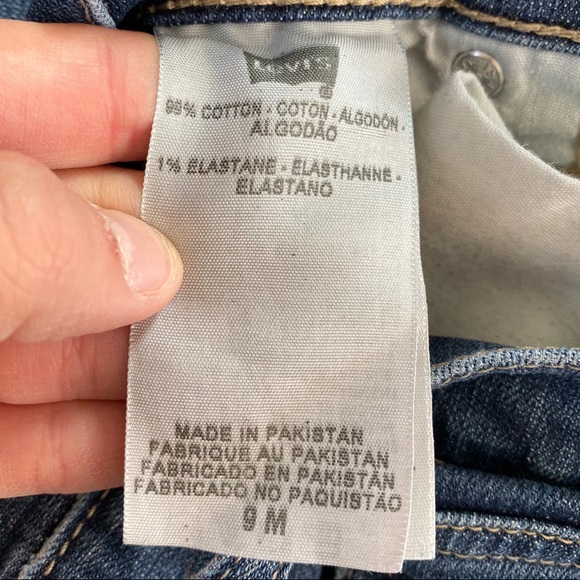 LEVI'S
99% COTTON - COTON - ALGODÓN -
ALGODÃO
1% ELASTANE - ELASTHANNE -
ELASTANO
MADE IN PAKISTAN
FABRIQUE AU PAKISTAN
FABRICADO EN PAKISTAN
FABRICADO NO PAQUISTÃO
9 M